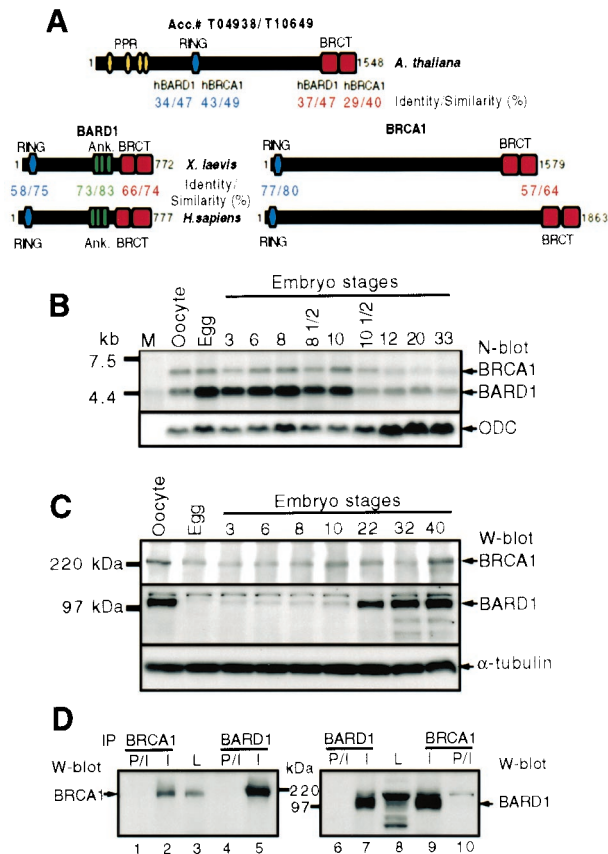 A
Acc.# T04938/T10649
PPR RING BRCT
1 1548 A. thaliana
hBARD1 hBRCA1 hBARD1 hBRCA1
34/47 43/49 37/47 29/40 Identity/Similarity (%)
BARD1 BRCA1
RING Ank. BRCT RING BRCT
1 772 X. laevis 1 1579
58/75 73/83 66/74 Identity/ Similarity (%) 77/80 57/64
1 777 H.sapiens 1 1863
RING Ank. BRCT RING BRCT
B
Embryo stages
kb M Oocyte Egg 3 6 8 8 1/2 10 10 1/2 12 20 33 N-blot
7.5 BRCA1
4.4 BARD1
ODC
C
Embryo stages
Oocyte Egg 3 6 8 10 22 32 40 W-blot
220 kDa BRCA1
97 kDa BARD1
α-tubulin
D
IP BRCA1 BARD1 BARD1 BRCA1
W-blot P/I I L P/I I kDa P/I I L I P/I W-blot
BRCA1 220 97 BARD1
1 2 3 4 5 6 7 8 9 10